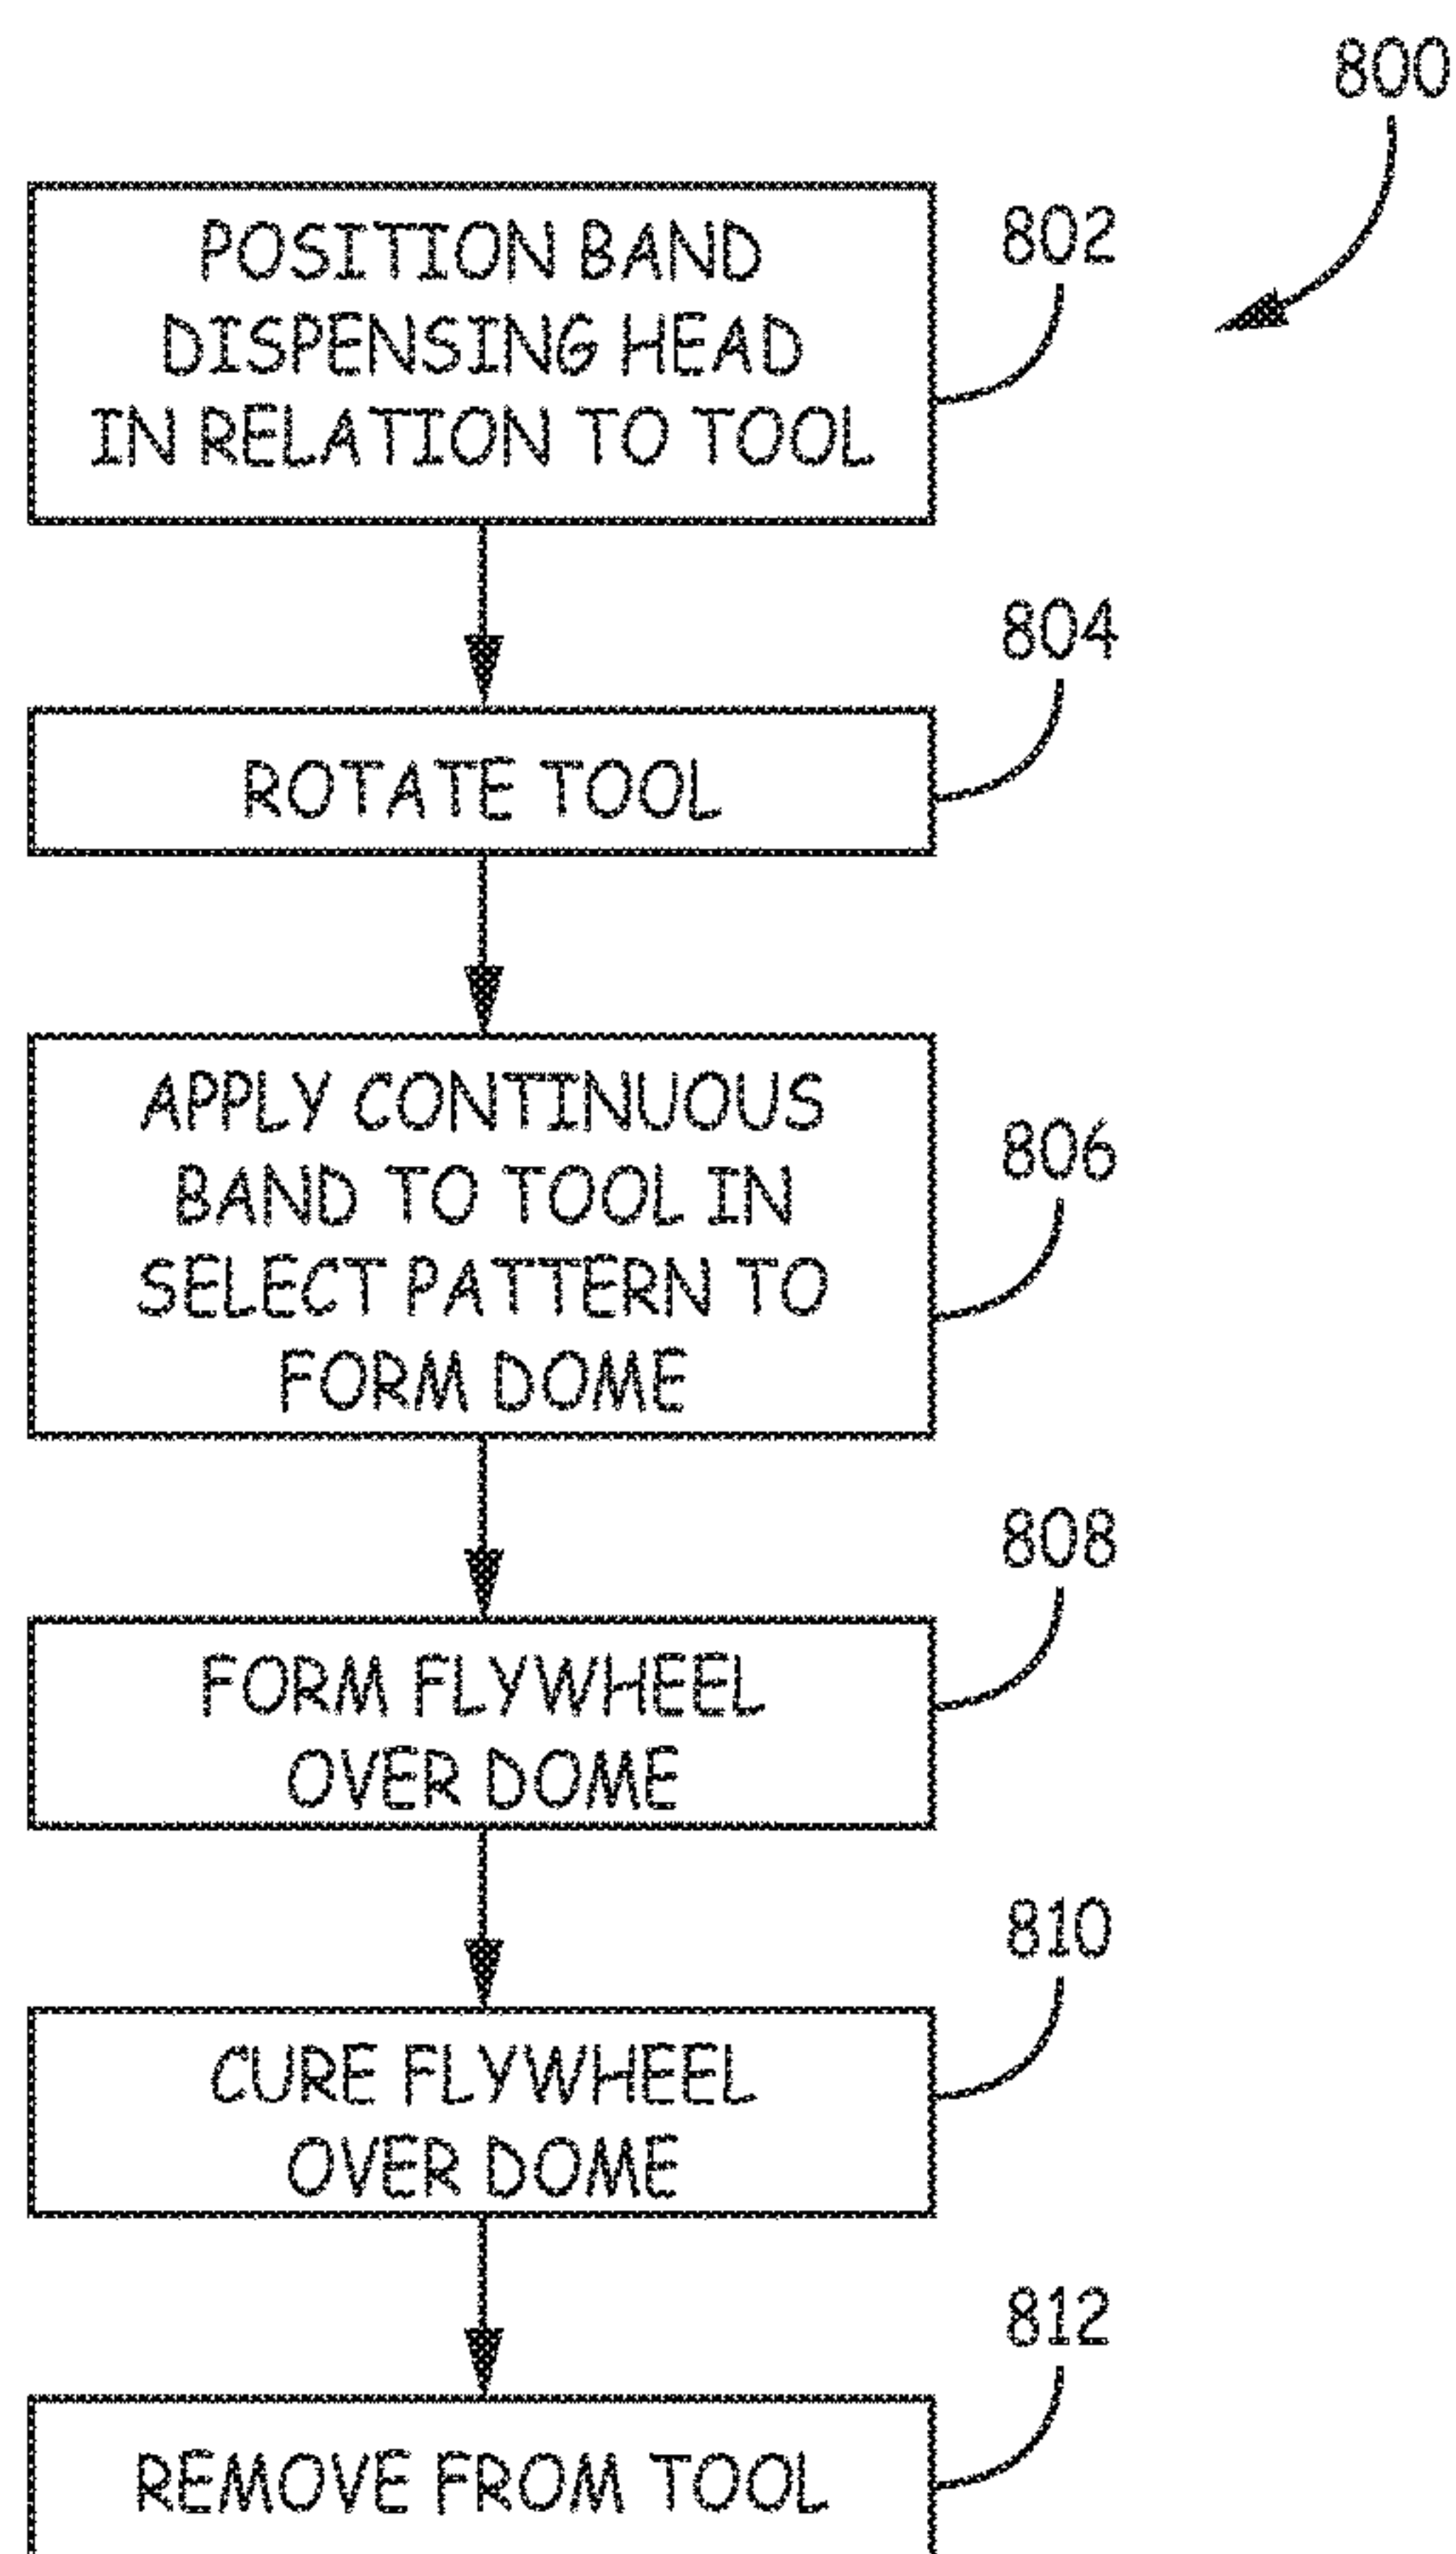 800
POSITION BAND
DISPENSING HEAD
IN RELATION TO TOOL
802
ROTATE TOOL
804
APPLY CONTINUOUS
BAND TO TOOL IN
SELECT PATTERN TO
FORM DOME
806
FORM FLYWHEEL
OVER DOME
808
CURE FLYWHEEL
OVER DOME
810
REMOVE FROM TOOL
812